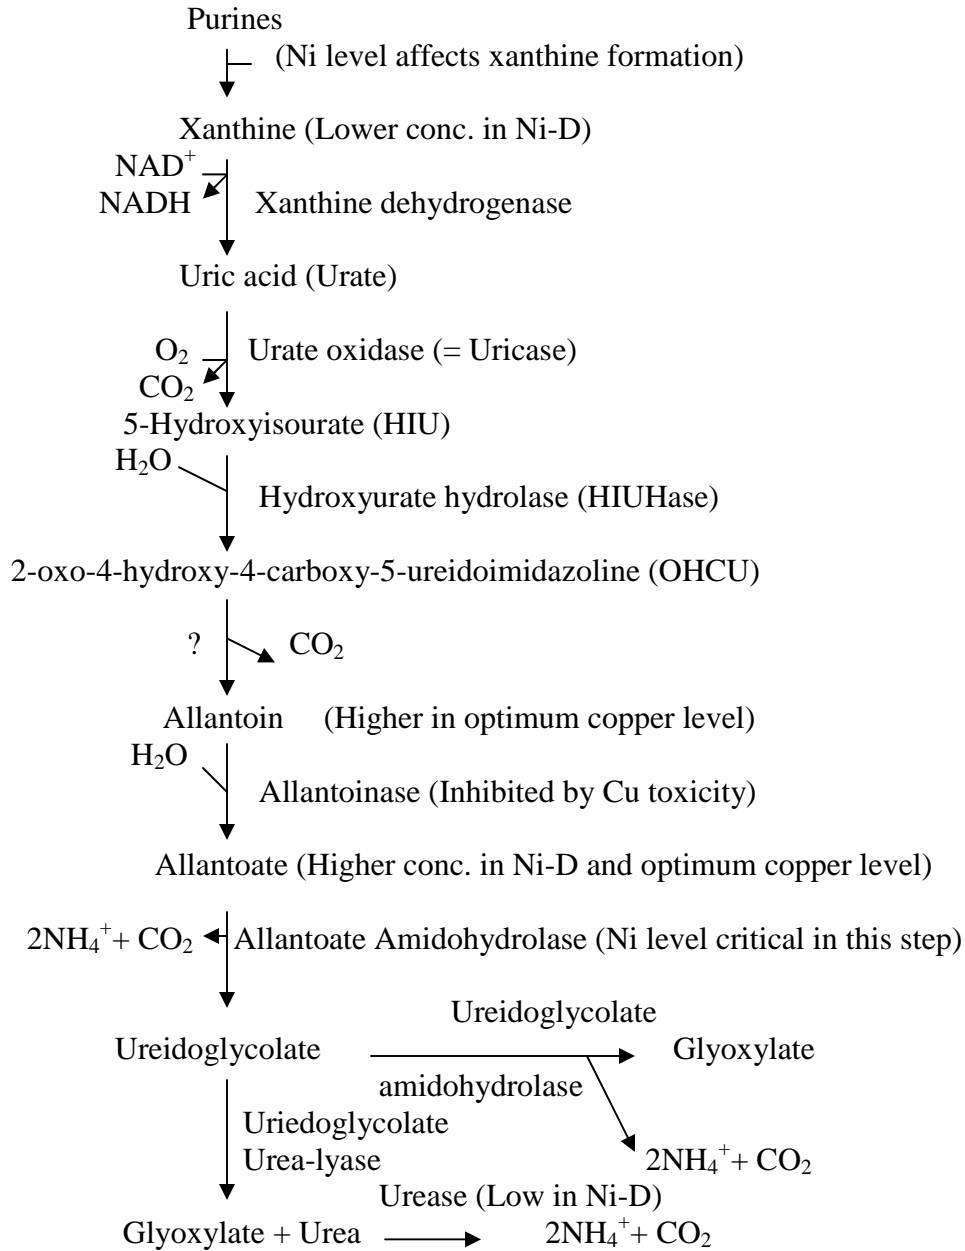 Purines
(Ni level affects xanthine formation)
Xanthine (Lower conc. in Ni-D)
NAD⁺
NADH
Xanthine dehydrogenase
Uric acid (Urate)
O₂
Urate oxidase (= Uricase)
CO₂
5-Hydroxyisourate (HIU)
H₂O
Hydroxyurate hydrolase (HIUHase)
2-oxo-4-hydroxy-4-carboxy-5-ureidoimidazoline (OHCU)
? CO₂
Allantoin (Higher in optimum copper level)
H₂O
Allantoinase (Inhibited by Cu toxicity)
Allantoate (Higher conc. in Ni-D and optimum copper level)
2NH₄⁺+ CO₂ Allantoate Amidohydrolase (Ni level critical in this step)
Ureidoglycolate
Ureidoglycolate Glyoxylate
amidohydrolase
Uriedoglycolate
Urea-lyase
2NH₄⁺+ CO₂
Urease (Low in Ni-D)
Glyoxylate + Urea 2NH₄⁺+ CO₂